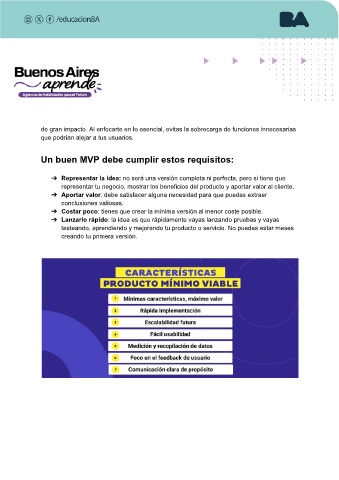 /educacionBA
BA
Buenos Aires
aprende
Agencia de Habilidades para el Futuro
de gran impacto. Al enfocarte en lo esencial, evitas la sobrecarga de funciones innecesarias
que podrían alejar a tus usuarios.
Un buen MVP debe cumplir estos requisitos:
➔ Representar la idea: no será una versión completa ni perfecta, pero si tiene que
representar tu negocio, mostrar los beneficios del producto y aportar valor al cliente.
➔ Aportar valor: debe satisfacer alguna necesidad para que puedas extraer
conclusiones valiosas.
➔ Costar poco: tienes que crear la mínima versión al menor coste posible.
➔ Lanzarlo rápido: la idea es que rápidamente vayas lanzando pruebas y vayas
testeando, aprendiendo y mejorando tu producto o servicio. No puedes estar meses
creando tu primera versión.
CARACTERÍSTICAS
PRODUCTO MÍNIMO VIABLE
1 Mínimas características, máximo valor
2 Rápida implementación
3 Escalabilidad futura
4 Fácil usabilidad
5 Medición y recopilación de datos
6 Foco en el feedback de usuario
7 Comunicación clara de propósito